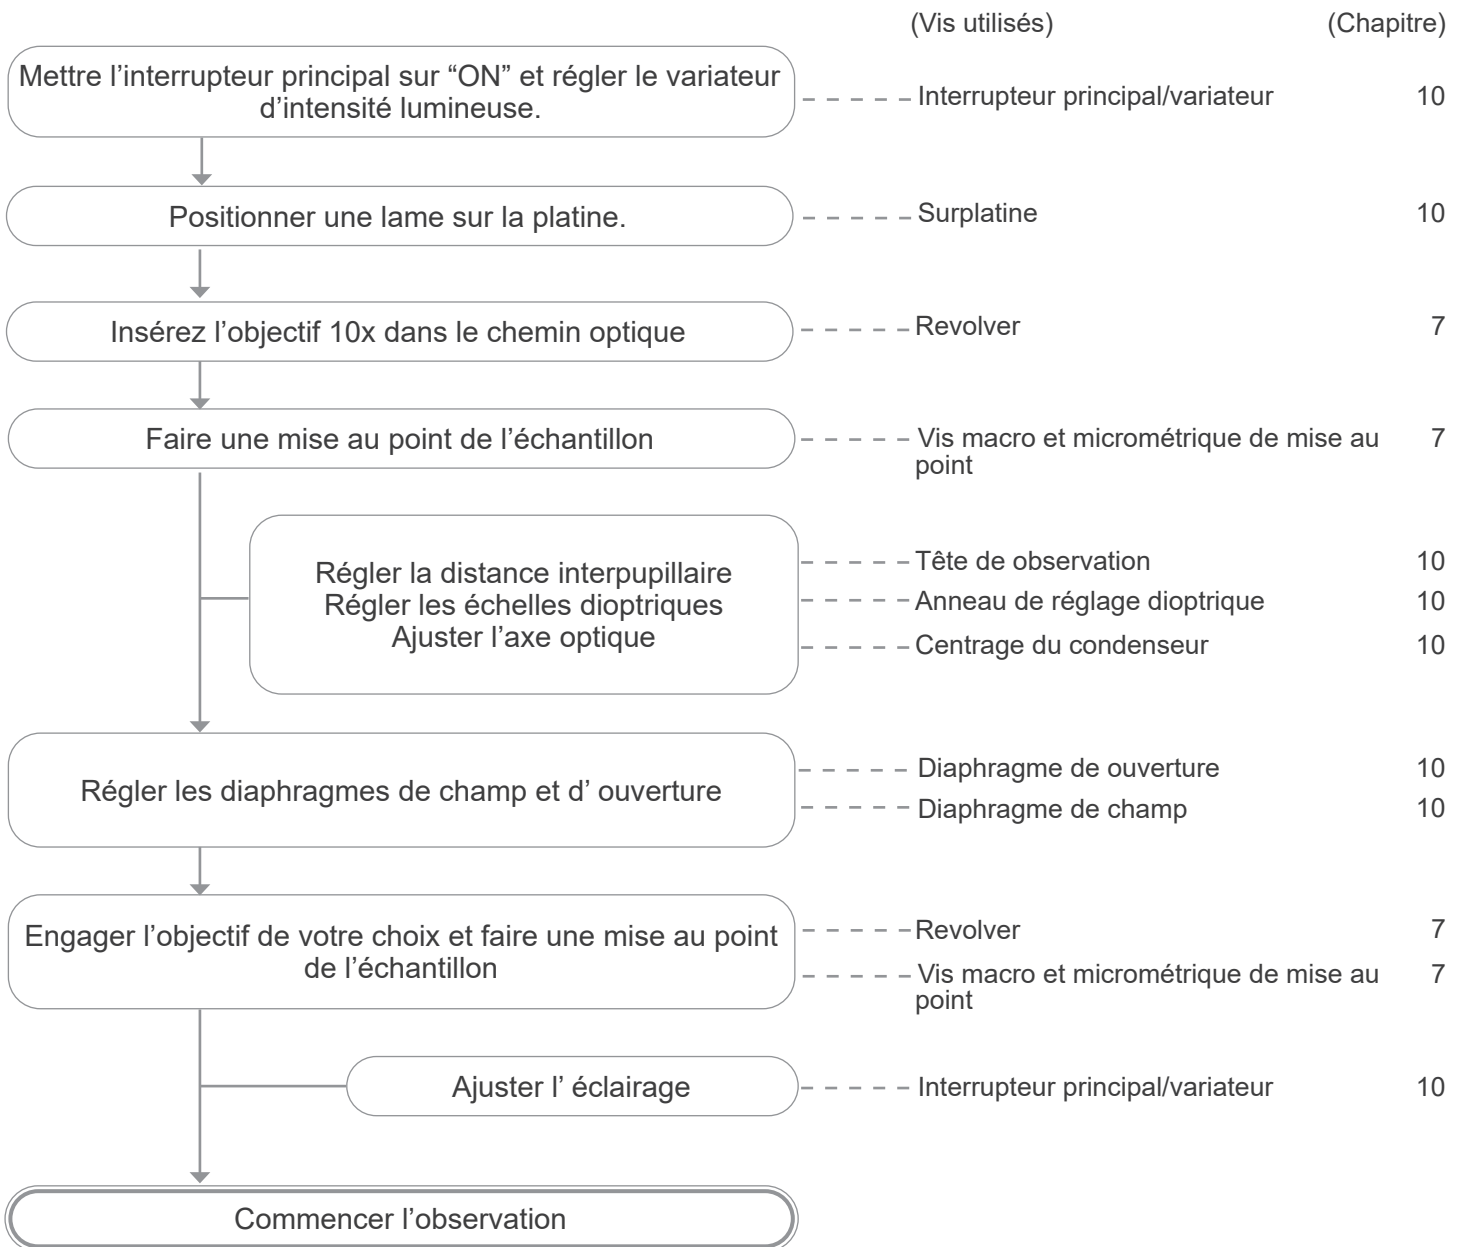 (Vis utilisés) (Chapitre)
Mettre l’interrupteur principal sur “ON” et régler le variateur
d’intensité lumineuse.
Interrupteur principal/variateur 10
Positionner une lame sur la platine.
Surplatine 10
Insérez l’objectif 10x dans le chemin optique
Revolver 7
Faire une mise au point de l’échantillon
Vis macro et micrométrique de mise au 7
point
Régler la distance interpupillaire
Régler les échelles dioptriques
Ajuster l’axe optique
Tête de observation 10
Anneau de réglage dioptrique 10
Centrage du condenseur 10
Régler les diaphragmes de champ et d’ ouverture
Diaphragme de ouverture 10
Diaphragme de champ 10
Engager l’objectif de votre choix et faire une mise au point
de l’échantillon
Revolver 7
Vis macro et micrométrique de mise au 7
point
Ajuster l’ éclairage
Interrupteur principal/variateur 10
Commencer l’observation